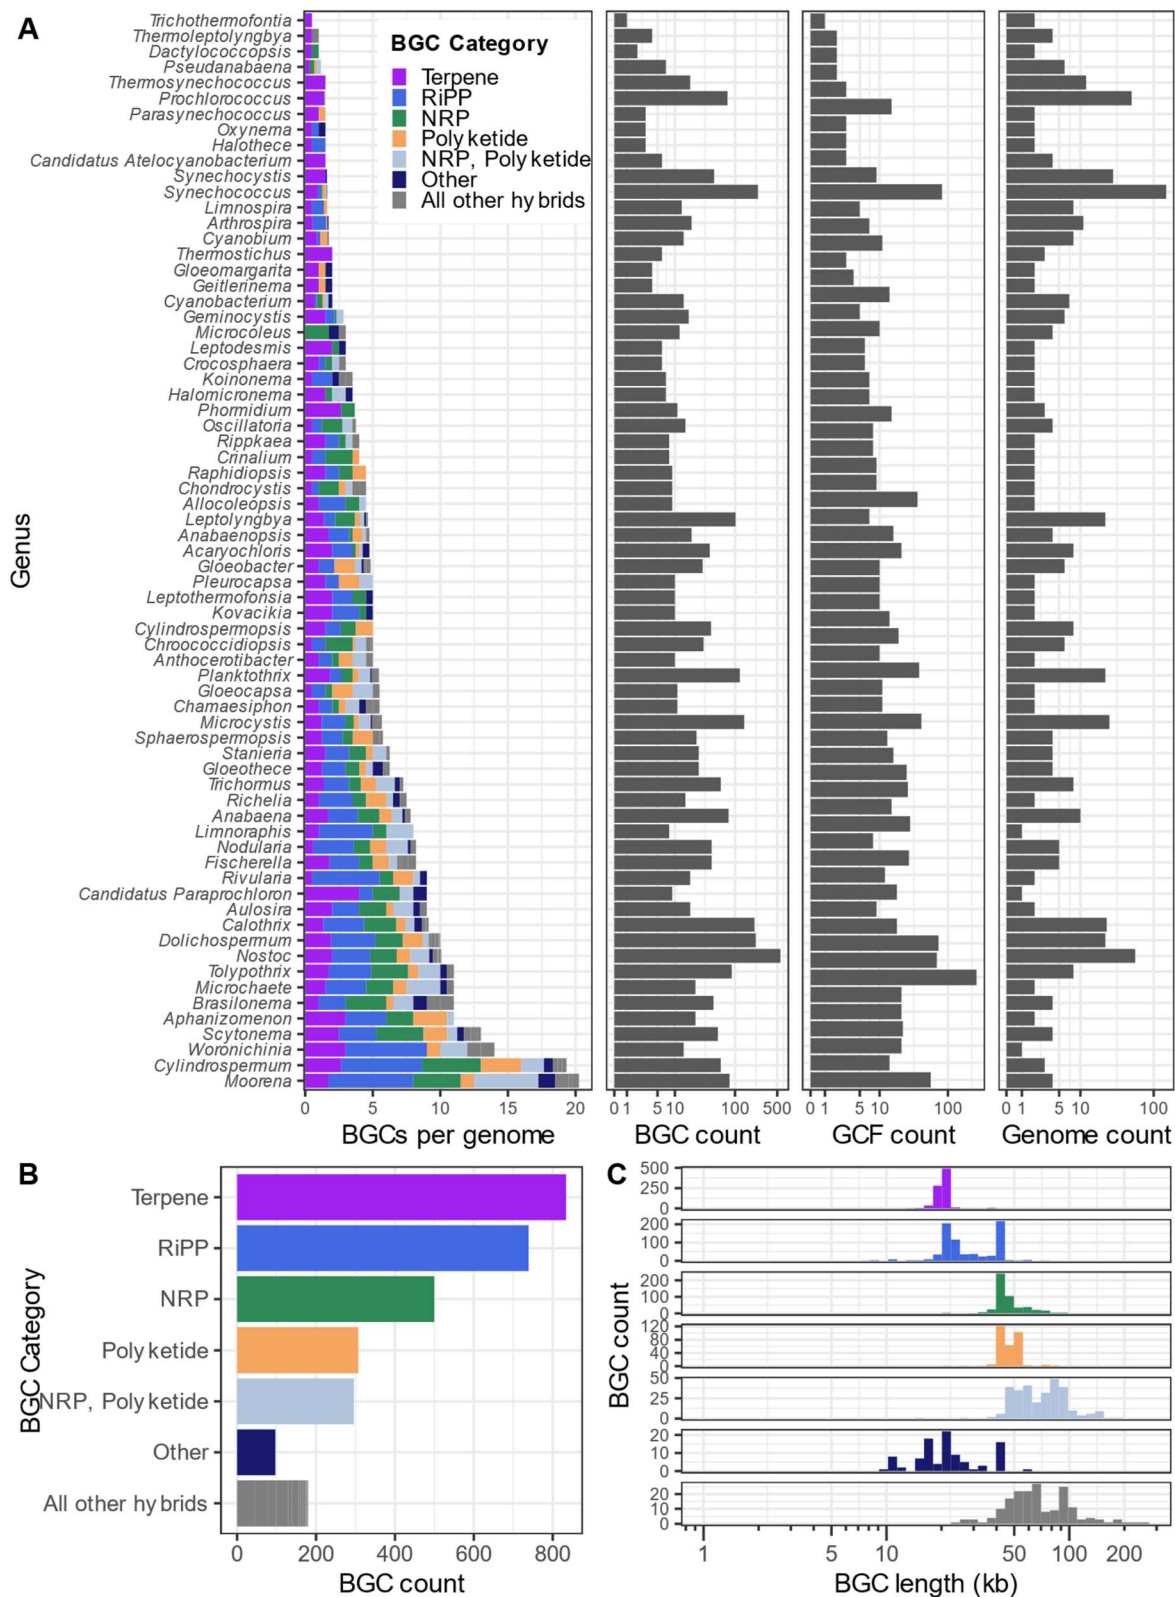 A
Genus
Trichothermofontia
Thermoleptolyngbya
Dactylococcopsis
Pseudanabaena
Thermosynechococcus
Prochlorococcus
Parasynechococcus
Oxynema
Halothece
Candidatus Atelocyanobacterium
Synechocystis
Synechococcus
Limnospira
Arthrospira
Cyanobium
Thermostichus
Gloeomargarita
Geitlerinema
Cyanobacterium
Geminocystis
Microcoleus
Leptodesmis
Crocosphaera
Koinonema
Halomicronema
Phormidium
Oscillatoria
Rippkaea
Crinalium
Raphidiopsis
Chondrocystis
Allocoleopsis
Leptolyngbya
Anabaenopsis
Acaryochloris
Gloeobacter
Pleurocapsa
Leptothermofonsia
Kovacikia
Cylindrospermopsis
Chroococcidiopsis
Anthocerotibacter
Planktothrix
Gloeocapsa
Chamaesiphon
Microcystis
Sphaerospermopsis
Stanieria
Gloeothece
Trichormus
Richelia
Anabaena
Limnoraphis
Nodularia
Fischerella
Rivularia
Candidatus Paraprochloron
Aulosira
Calothrix
Dolichospermum
Nostoc
Tolypothrix
Microchaete
Brasilonema
Aphanizomenon
Scytonema
Woronichinia
Cylindrospermum
Moorena
BGC Category
Terpene
RiPP
NRP
Polyketide
NRP, Polyketide
Other
All other hybrids
0 5 10 15 20
BGCs per genome
0 1 5 10 100 500
BGC count
0 1 5 10 100
GCF count
0 1 5 10 100
Genome count
B
BGC Category
Terpene
RiPP
NRP
Polyketide
NRP, Polyketide
Other
All other hybrids
0 200 400 600 800
BGC count
C
BGC count
500
250
0
200
100
0
200
100
0
120
80
40
0
50
25
0
20
10
0
20
10
0
1 5 10 50 100 200
BGC length (kb)